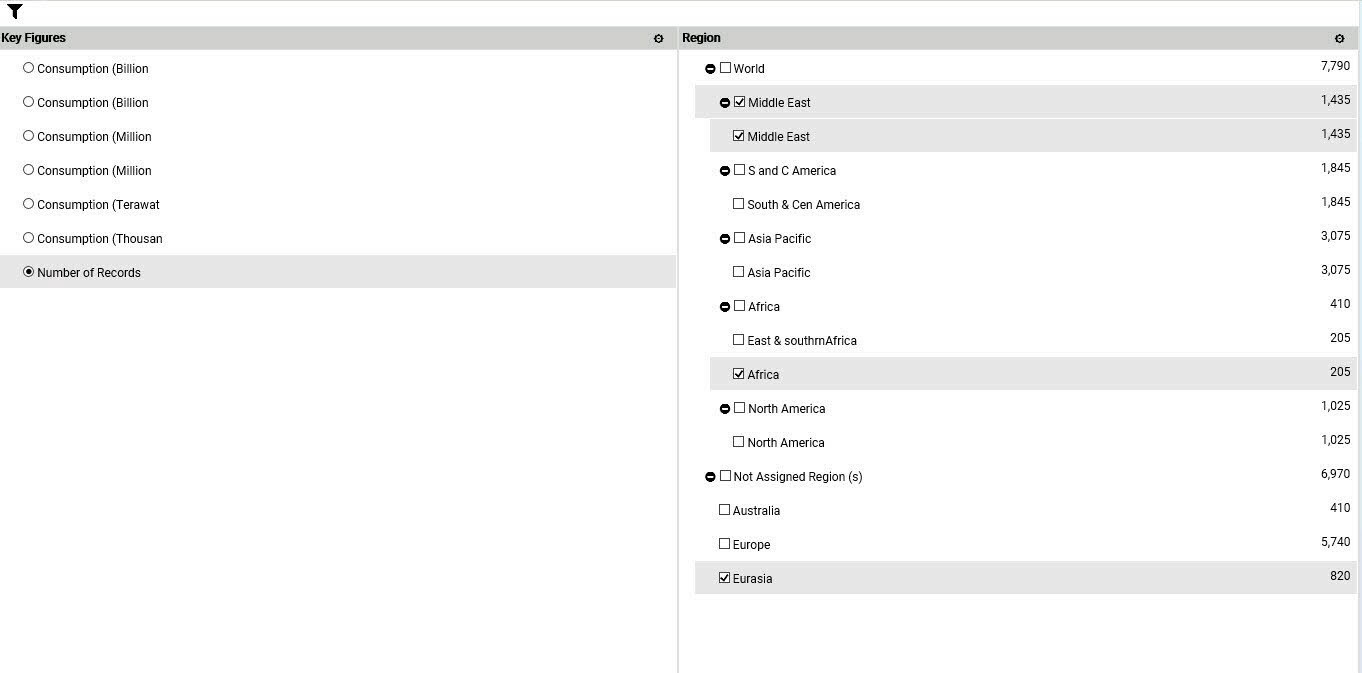 Key Figures
Consumption (Billion
Consumption (Billion
Consumption (Million
Consumption (Million
Consumption (Terawat
Consumption (Thousan
Number of Records
Region
World 7,790
Middle East 1,435
Middle East 1,435
S and C America 1,845
South & Cen America 1,845
Asia Pacific 3,075
Asia Pacific 3,075
Africa 410
East & southrnAfrica 205
Africa 205
North America 1,025
North America 1,025
Not Assigned Region (s) 6,970
Australia 410
Europe 5,740
Eurasia 820